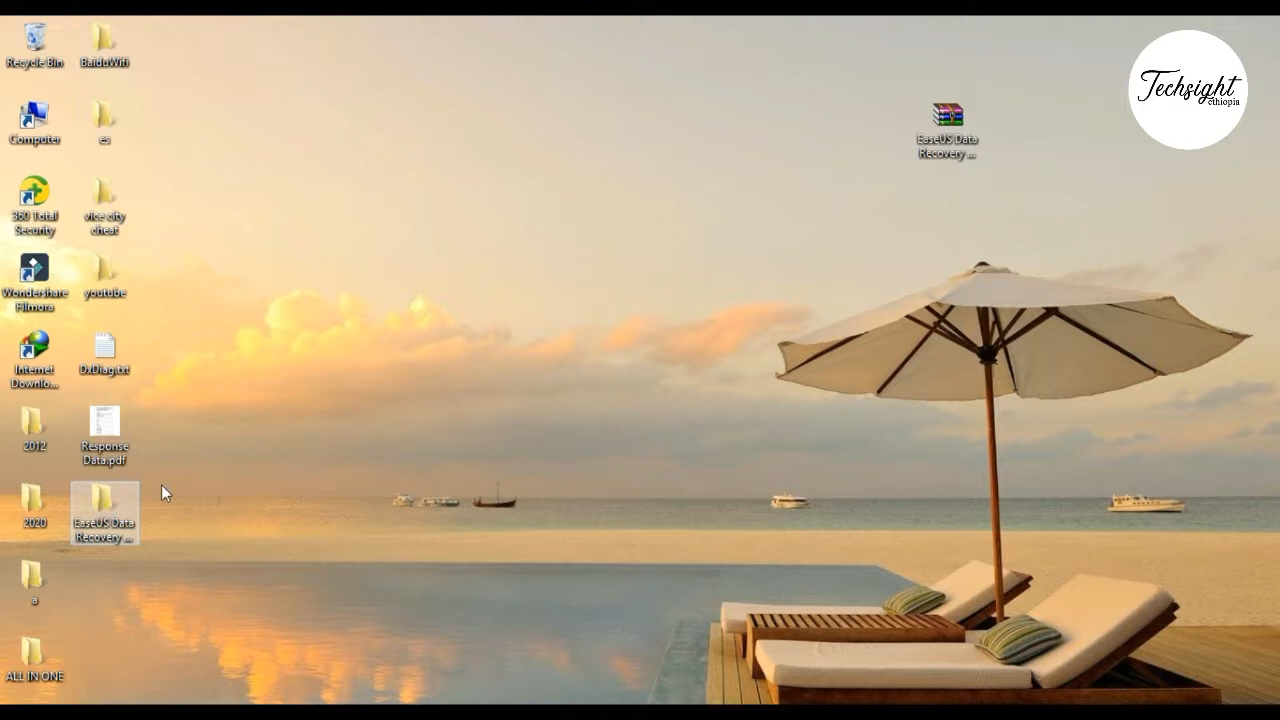 Recycle Bin
BaiduWifi
Computer
es
360 Total
Security
vice city
cheat
Wondershare
Filmora
youtube
Internet
Downlo...
DxDiag.txt
2012
Response
Data.pdf
2020
EaseUS Data
Recovery ...
a
ALL IN ONE
EaseUS Data
Recovery ...
Techsight
ethiopia